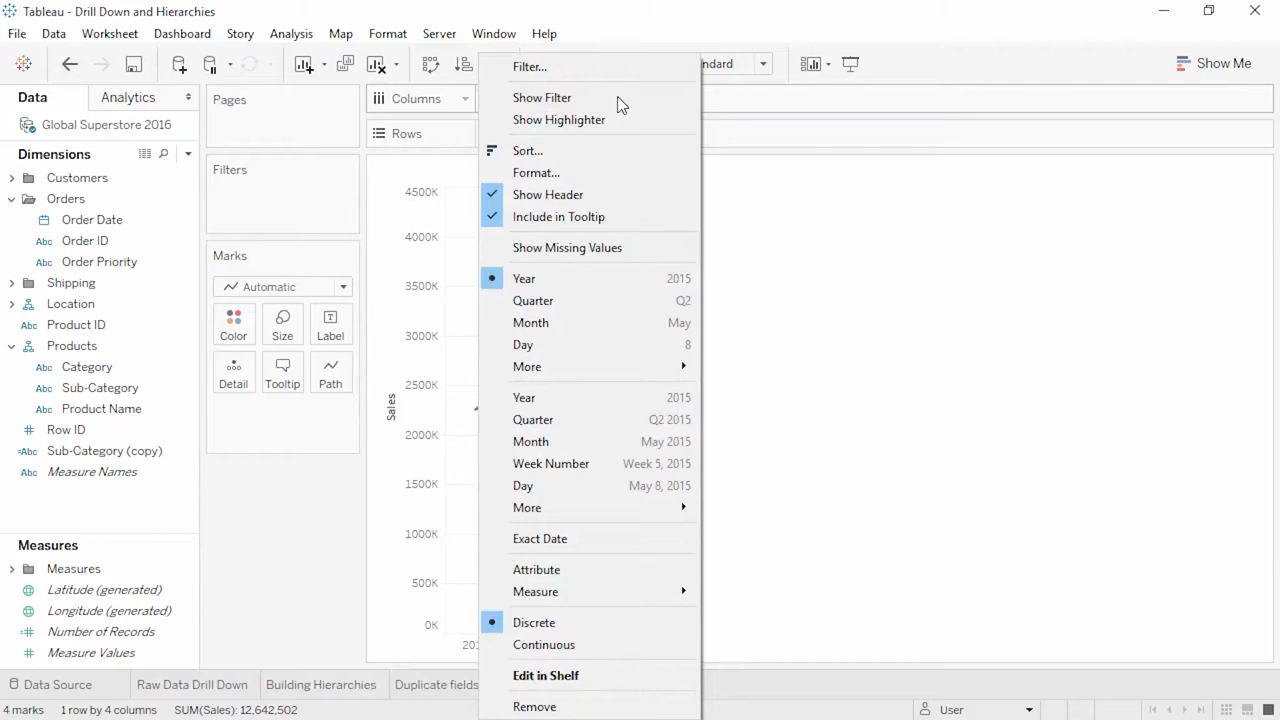 Tableau - Drill Down and Hierarchies
File Data Worksheet Dashboard Story Analysis Map Format Server Window Help
Show Me
Data
Analytics
Global Superstore 2016
Dimensions
Customers
Orders
Order Date
Order ID
Order Priority
Shipping
Location
Product ID
Products
Category
Sub-Category
Product Name
Row ID
Sub-Category (copy)
Measure Names
Measures
Measures
Latitude (generated)
Longitude (generated)
Number of Records
Measure Values
Pages
Filters
Marks
Automatic
Color Size Label
Detail Tooltip Path
Columns
Rows
4500K
4000K
3500K
3000K
2500K
2000K
1500K
1000K
500K
0K
Sales
Filter...
Show Filter
Show Highlighter
Sort...
Format...
Show Header
Include in Tooltip
Show Missing Values
Year 2015
Quarter Q2
Month May
Day 8
More
Year 2015
Quarter Q2 2015
Month May 2015
Week Number Week 5, 2015
Day May 8, 2015
More
Exact Date
Attribute
Measure
Discrete
Continuous
Edit in Shelf
Remove
Data Source Raw Data Drill Down Building Hierarchies Duplicate fields
4 marks 1 row by 4 columns SUM(Sales): 12,642,502
User